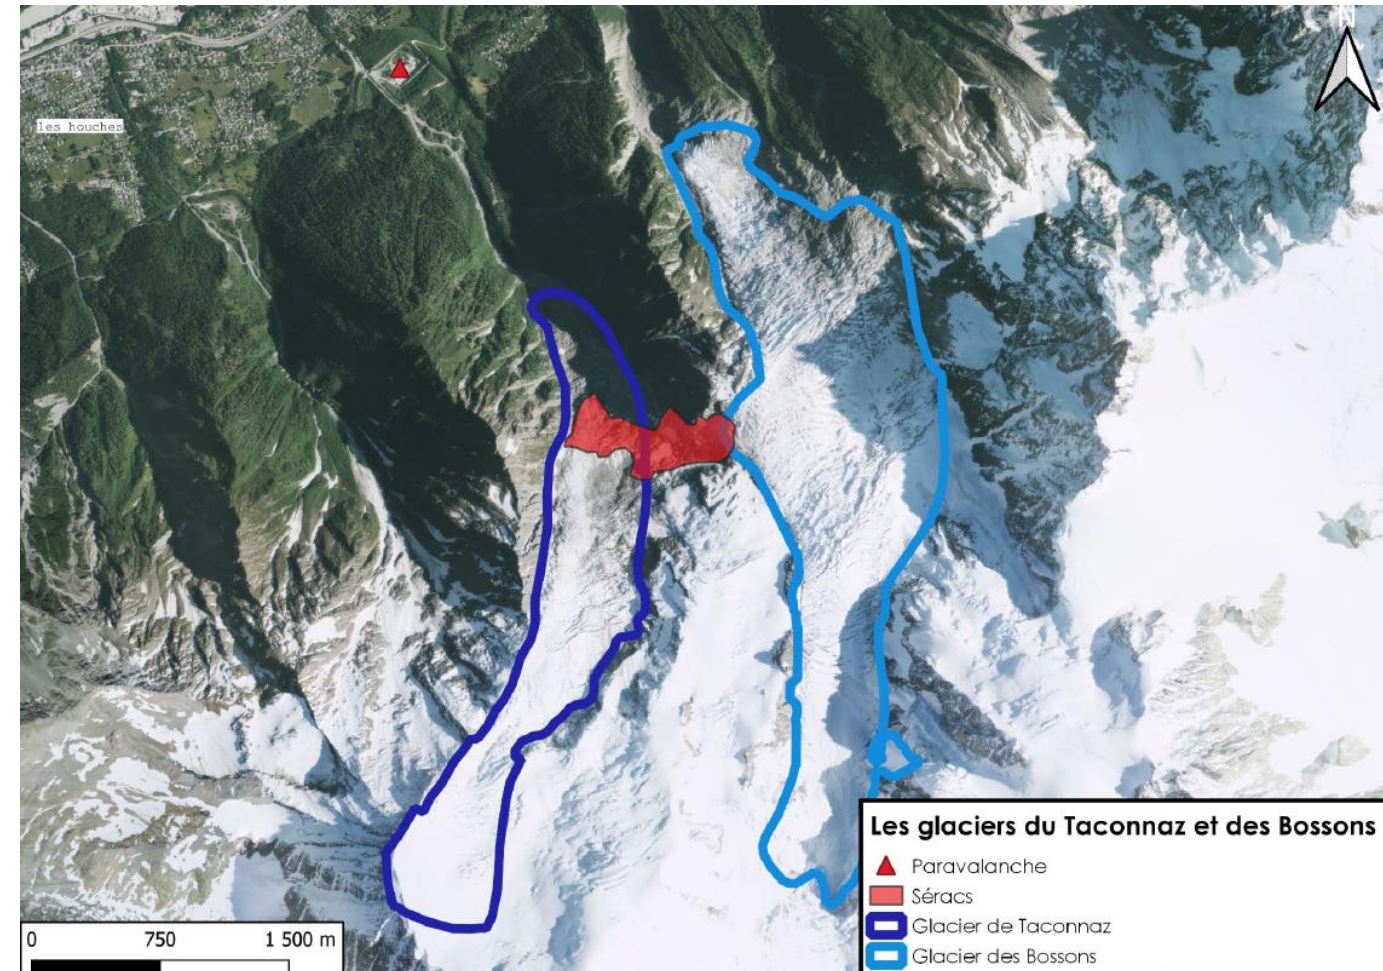 N
les houches
Les glaciers du Taconnaz et des Bossons
Paravalanche
Séracs
Glacier de Taconnaz
Glacier des Bossons
0 750 1 500 m